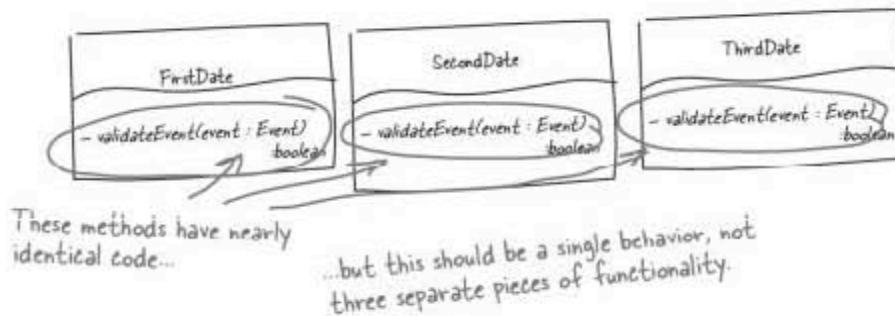 FirstDate
- validateEvent(event : Event)
boolean
SecondDate
- validateEvent(event : Event)
boolean
ThirdDate
- validateEvent(event : Event)
boolean
These methods have nearly
identical code...
...but this should be a single behavior, not
three separate pieces of functionality.